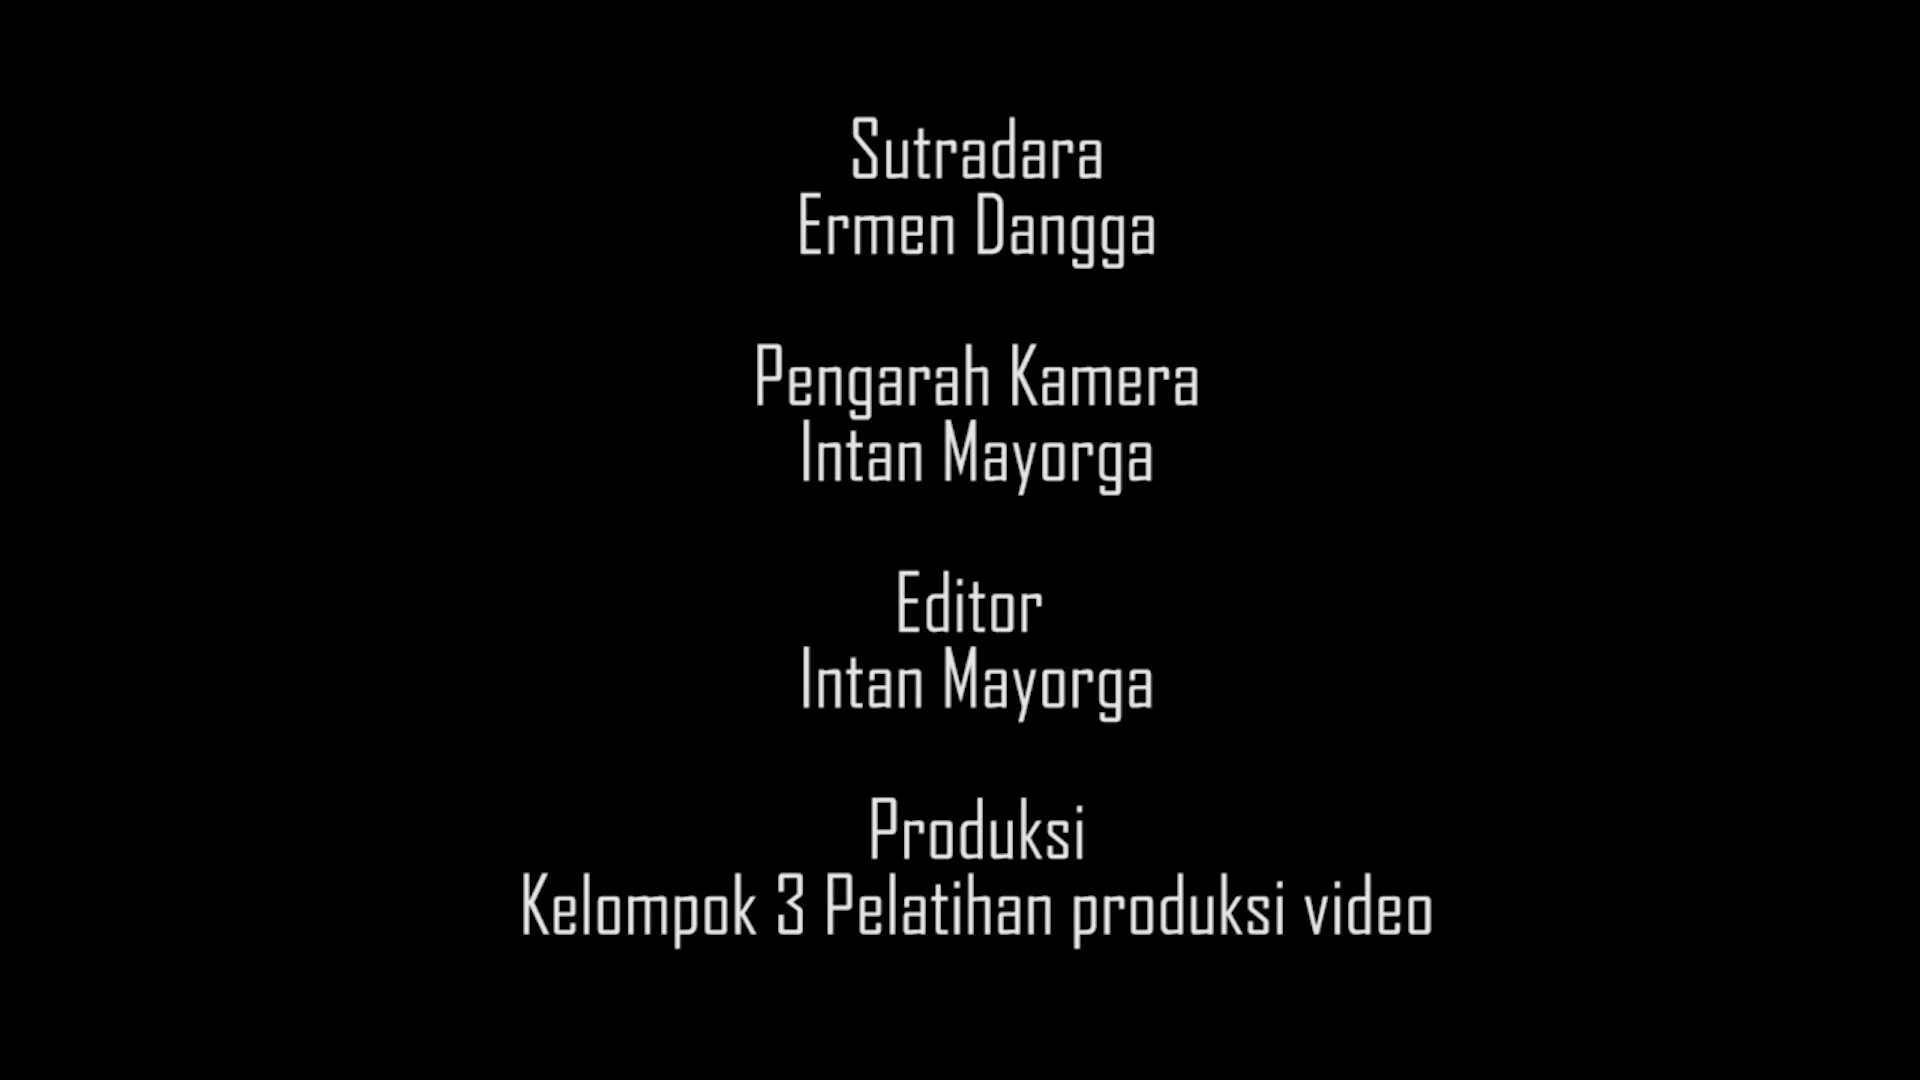 Sutradara
Ermen Dangga
Pengarah Kamera
Intan Mayorga
Editor
Intan Mayorga
Produksi
Kelompok 3 Pelatihan produksi video